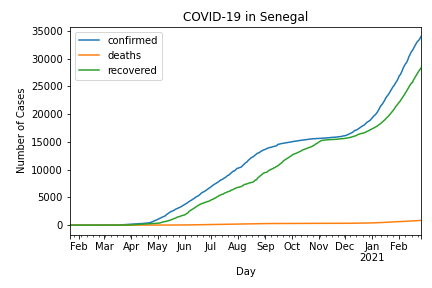 COVID-19 in Senegal
35000
30000
25000
20000
15000
10000
5000
0
Number of Cases
confirmed
deaths
recovered
Feb Mar Apr May Jun Jul Aug Sep Oct Nov Dec Jan Feb
2021
Day